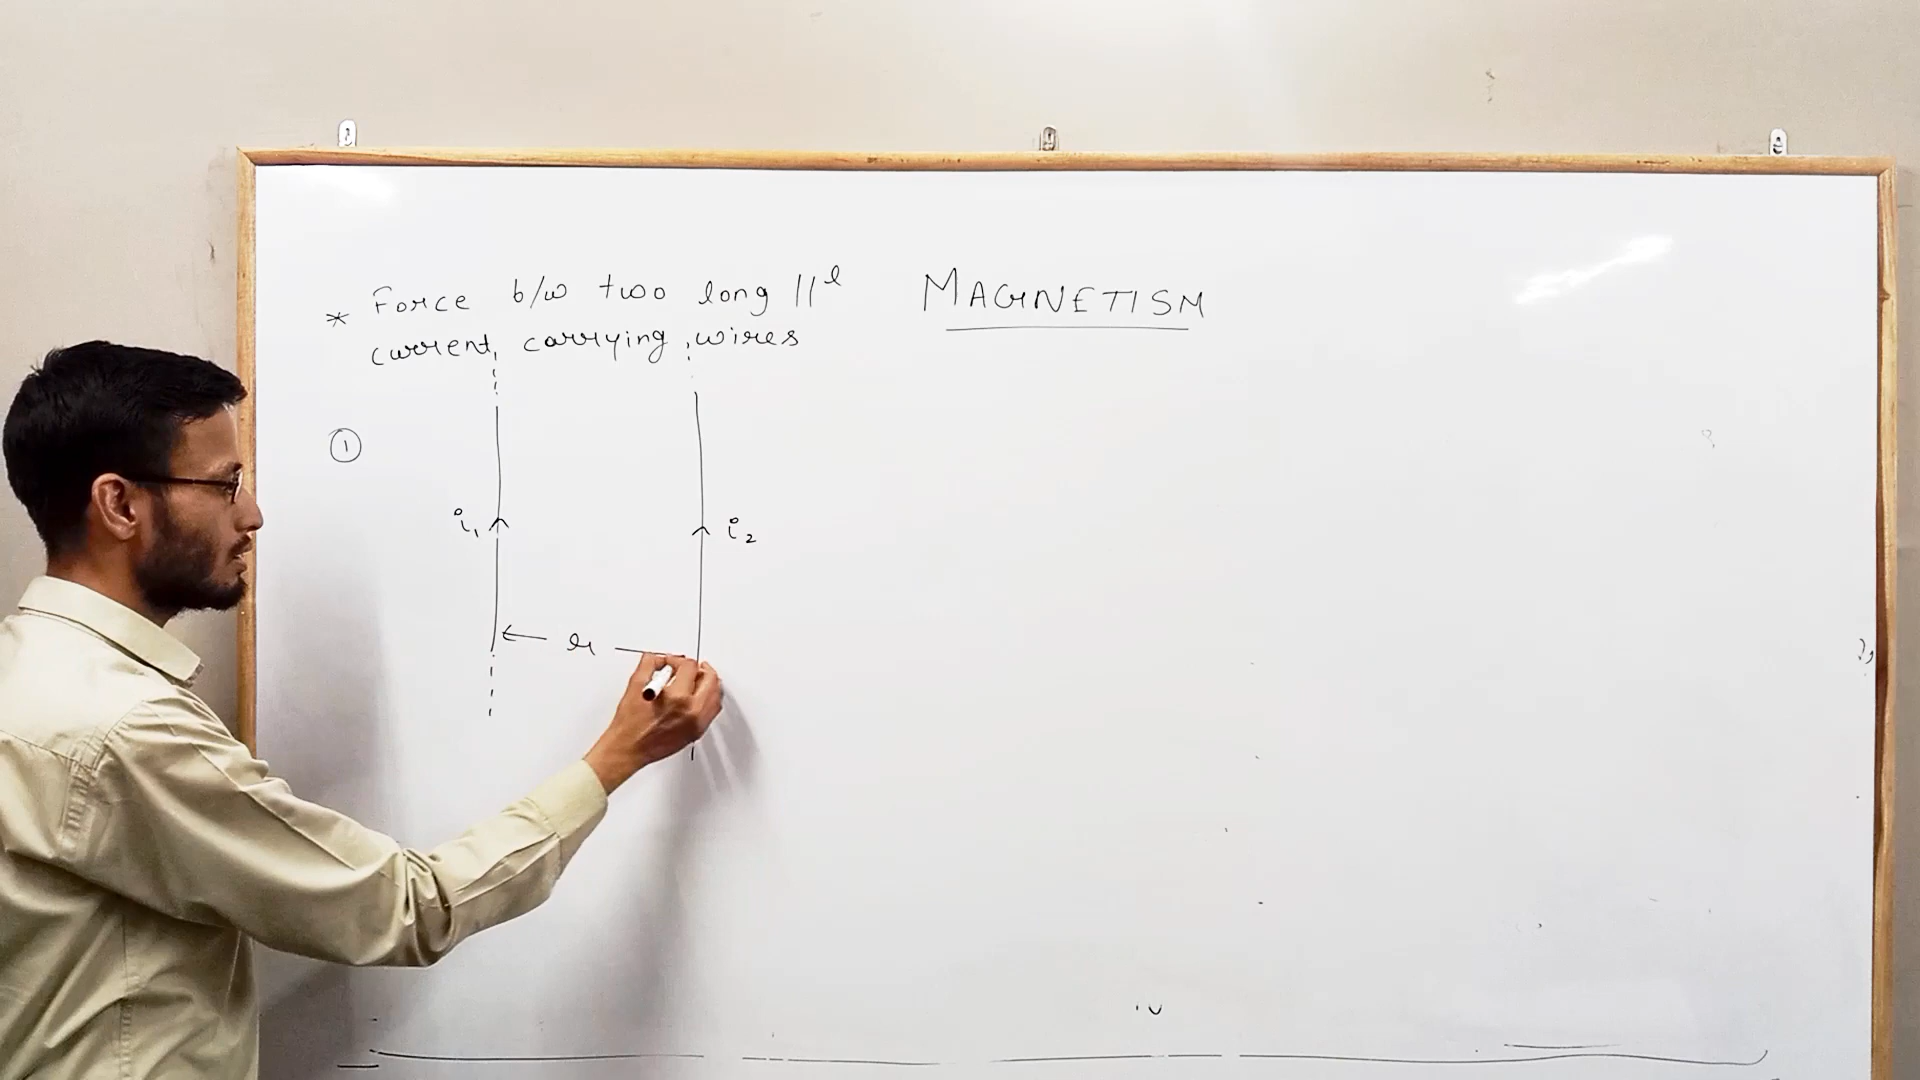 MAGNETISM
* Force b/w two long ||l
current carrying wires
①
i₁
i₂
r